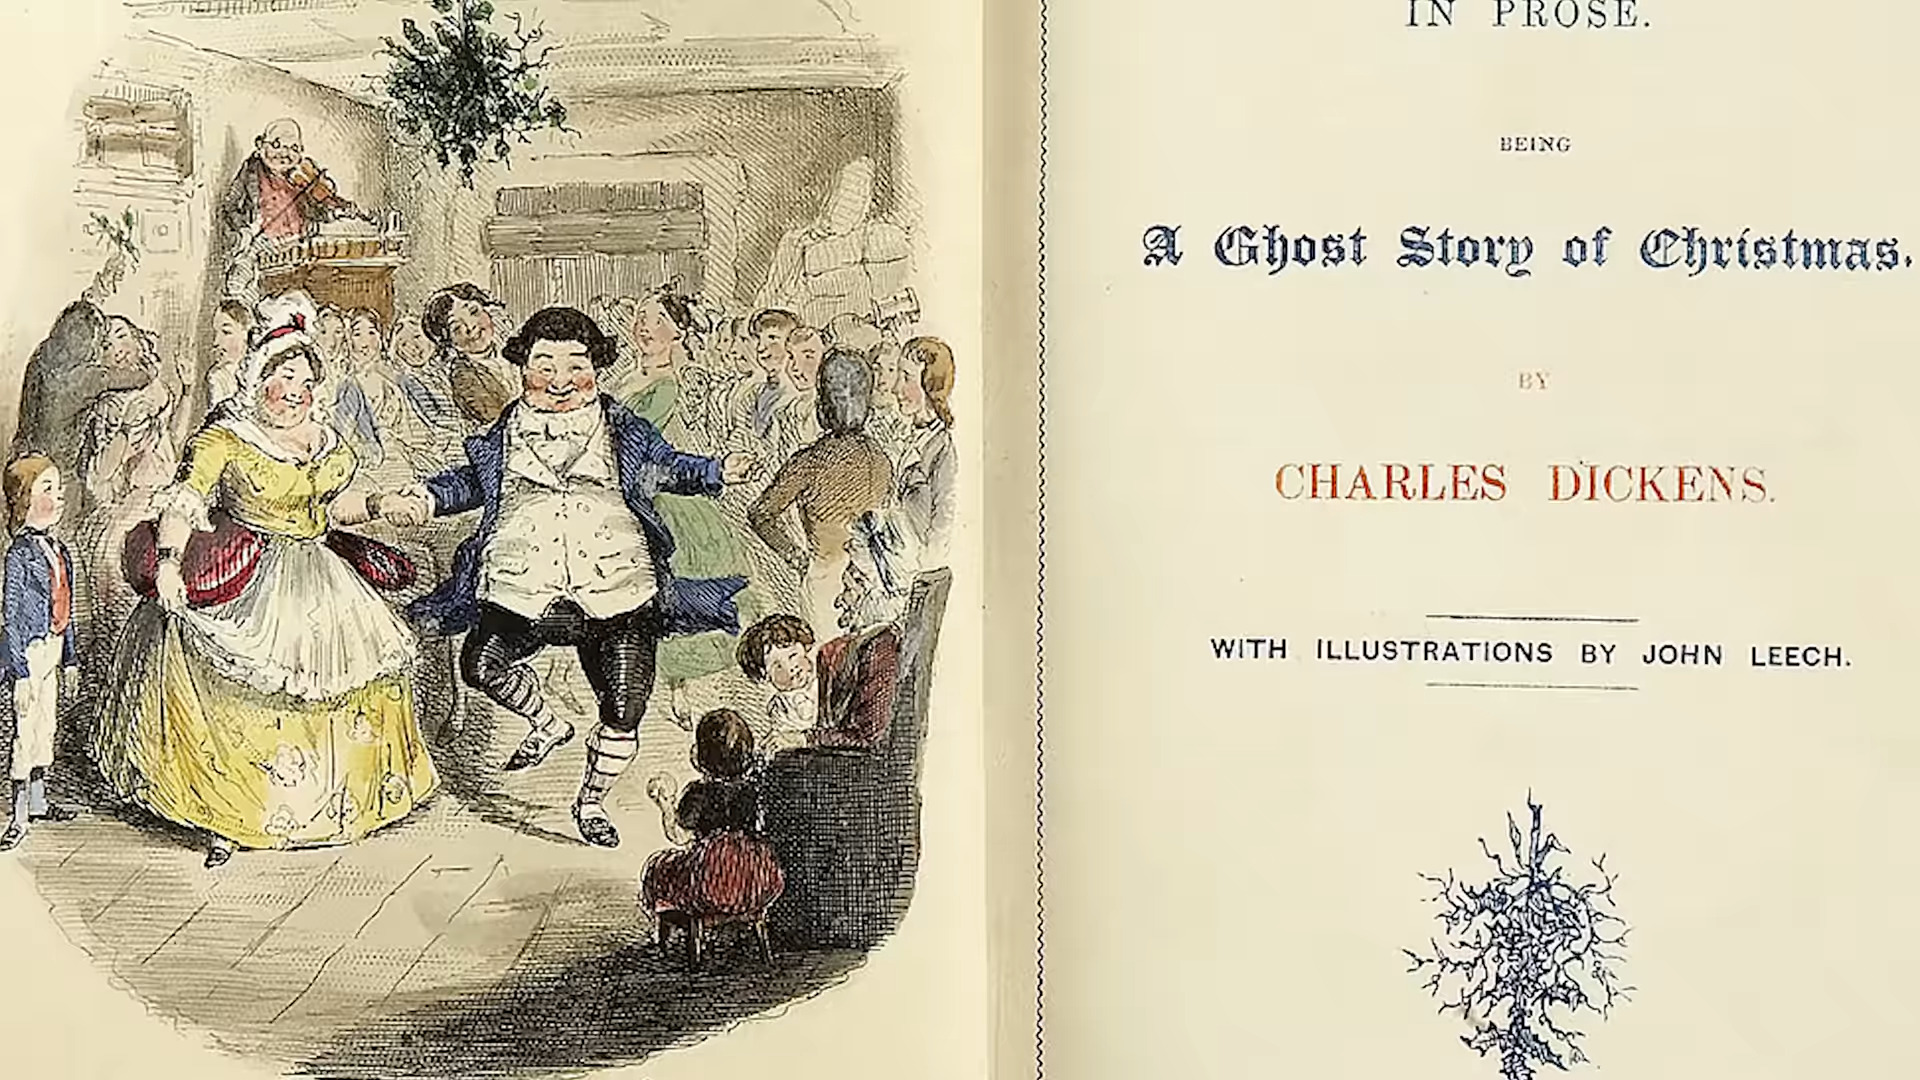 IN PROSE.
BEING
A Ghost Story of Christmas.
BY
CHARLES DICKENS.
WITH ILLUSTRATIONS BY JOHN LEECH.